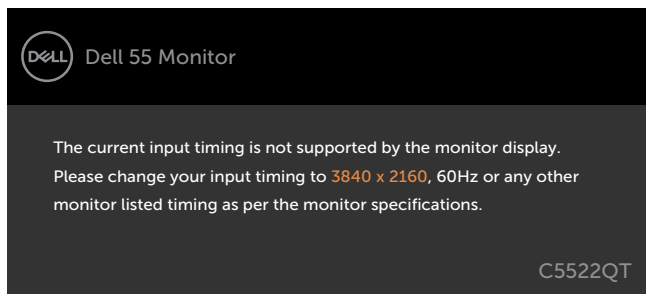 DELL Dell 55 Monitor
The current input timing is not supported by the monitor display.
Please change your input timing to 3840 x 2160, 60Hz or any other
monitor listed timing as per the monitor specifications.
C5522QT